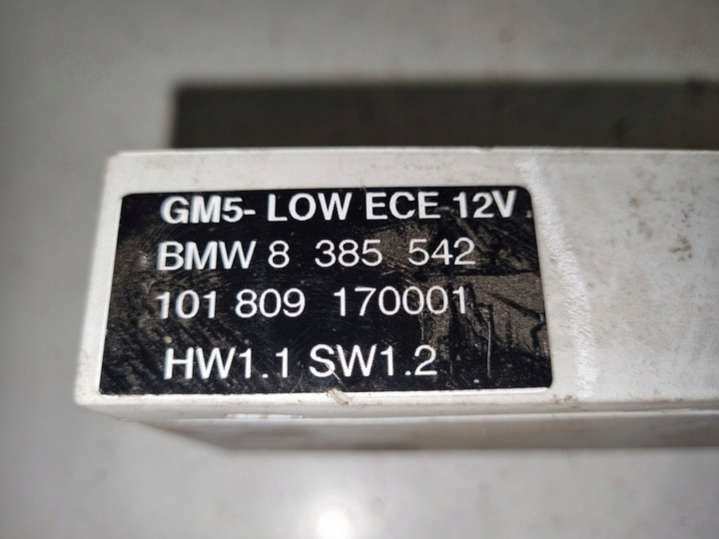 GM5- LOW ECE 12V
BMW 8 385 542
101 809 170001
HW1.1 SW1.2